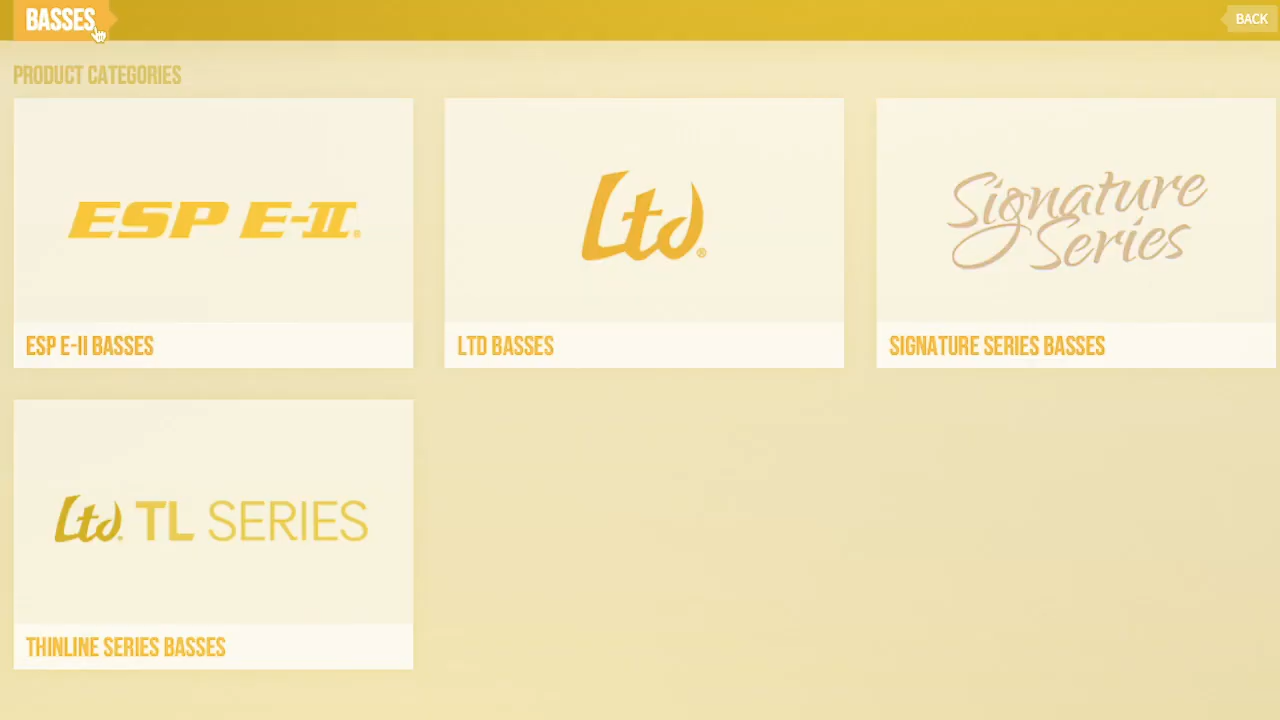 BASSES
BACK
PRODUCT CATEGORIES
ESP E-II®
Ltd®
Signature
Series
ESP E-II BASSES
LTD BASSES
SIGNATURE SERIES BASSES
Ltd. TL SERIES
THINLINE SERIES BASSES